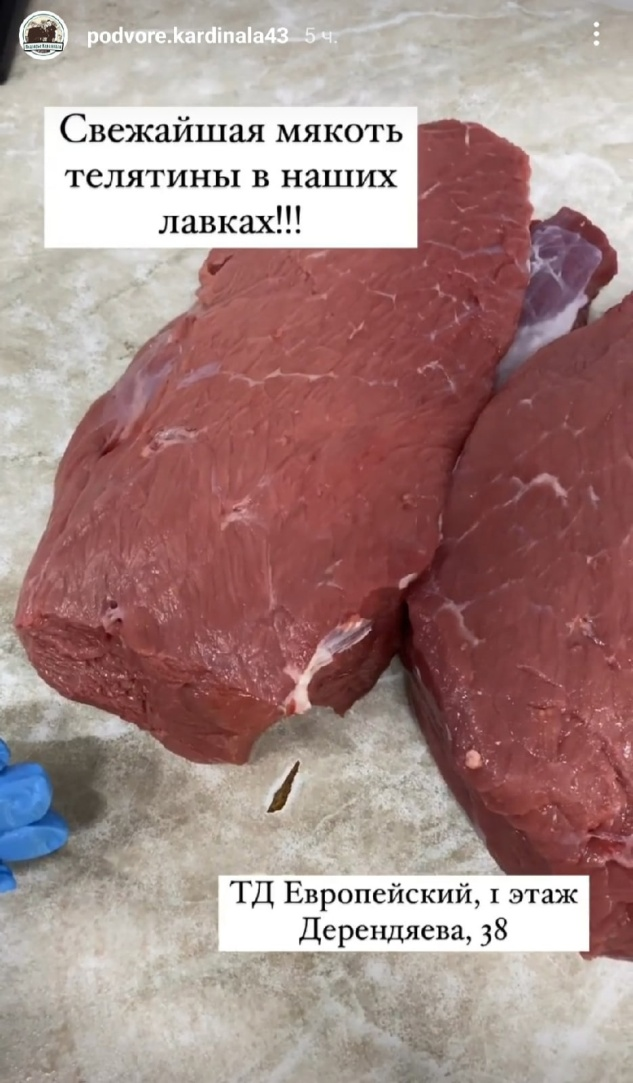 podvore.kardinala43 5 ч.
Свежайшая мякоть
телятины в наших
лавках!!!
ТД Европейский, 1 этаж
Дерендяева, 38